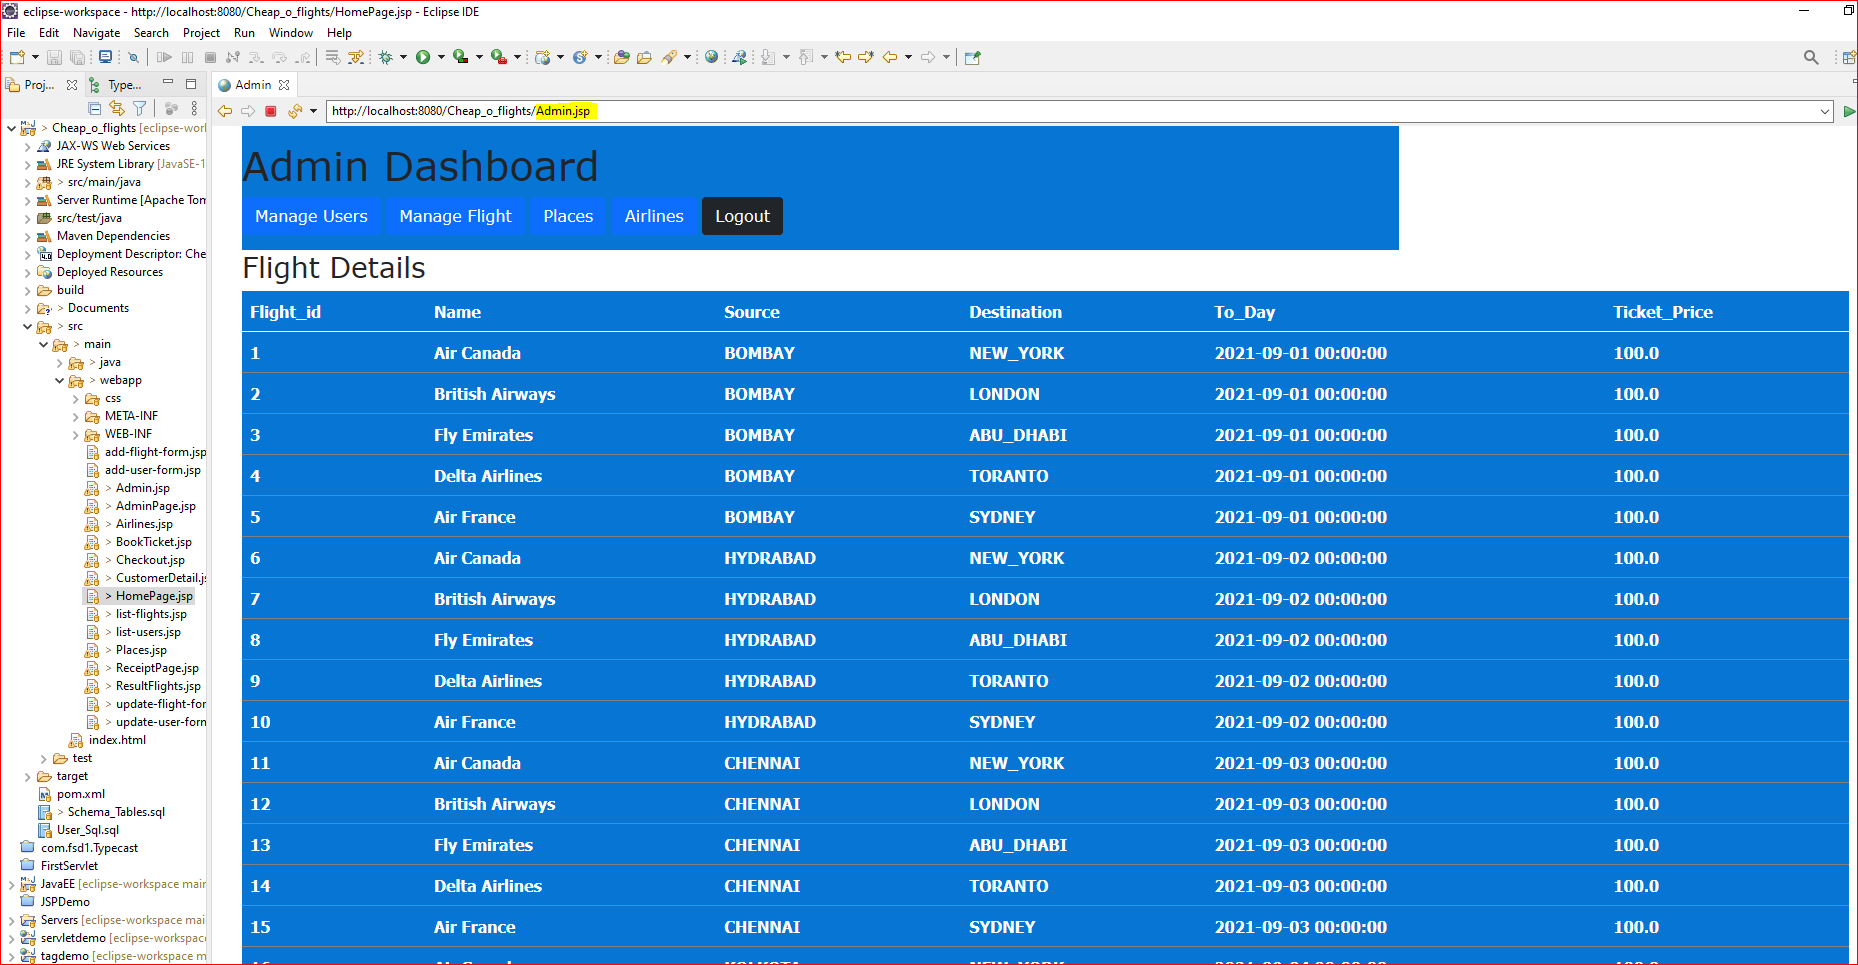 eclipse-workspace - http://localhost:8080/Cheap_o_flights/HomePage.jsp - Eclipse IDE
File Edit Navigate Search Project Run Window Help
Proj... Type...
Admin
http://localhost:8080/Cheap_o_flights/Admin.jsp
> Cheap_o_flights [eclipse-worl
JAX-WS Web Services
JRE System Library [JavaSE-1
> src/main/java
Server Runtime [Apache Tom
src/test/java
Maven Dependencies
Deployment Descriptor: Che
Deployed Resources
build
> Documents
> src
> main
> java
> webapp
css
META-INF
WEB-INF
add-flight-form.jsp
add-user-form.jsp
> Admin.jsp
> AdminPage.jsp
> Airlines.jsp
> BookTicket.jsp
> Checkout.jsp
> CustomerDetail.js
> HomePage.jsp
> list-flights.jsp
> list-users.jsp
> Places.jsp
> ReceiptPage.jsp
> ResultFlights.jsp
> update-flight-for
> update-user-form
index.html
test
target
pom.xml
> Schema_Tables.sql
User_Sql.sql
com.fsd1.Typecast
FirstServlet
JavaEE [eclipse-workspace mair
JSPDemo
Servers [eclipse-workspace mai
servletdemo [eclipse-workspac
tagdemo [eclipse-workspace m
Admin Dashboard
Manage Users Manage Flight Places Airlines Logout
Flight Details
Flight_id Name Source Destination To_Day Ticket_Price
1 Air Canada BOMBAY NEW_YORK 2021-09-01 00:00:00 100.0
2 British Airways BOMBAY LONDON 2021-09-01 00:00:00 100.0
3 Fly Emirates BOMBAY ABU_DHABI 2021-09-01 00:00:00 100.0
4 Delta Airlines BOMBAY TORANTO 2021-09-01 00:00:00 100.0
5 Air France BOMBAY SYDNEY 2021-09-01 00:00:00 100.0
6 Air Canada HYDRABAD NEW_YORK 2021-09-02 00:00:00 100.0
7 British Airways HYDRABAD LONDON 2021-09-02 00:00:00 100.0
8 Fly Emirates HYDRABAD ABU_DHABI 2021-09-02 00:00:00 100.0
9 Delta Airlines HYDRABAD TORANTO 2021-09-02 00:00:00 100.0
10 Air France HYDRABAD SYDNEY 2021-09-02 00:00:00 100.0
11 Air Canada CHENNAI NEW_YORK 2021-09-03 00:00:00 100.0
12 British Airways CHENNAI LONDON 2021-09-03 00:00:00 100.0
13 Fly Emirates CHENNAI ABU_DHABI 2021-09-03 00:00:00 100.0
14 Delta Airlines CHENNAI TORANTO 2021-09-03 00:00:00 100.0
15 Air France CHENNAI SYDNEY 2021-09-03 00:00:00 100.0